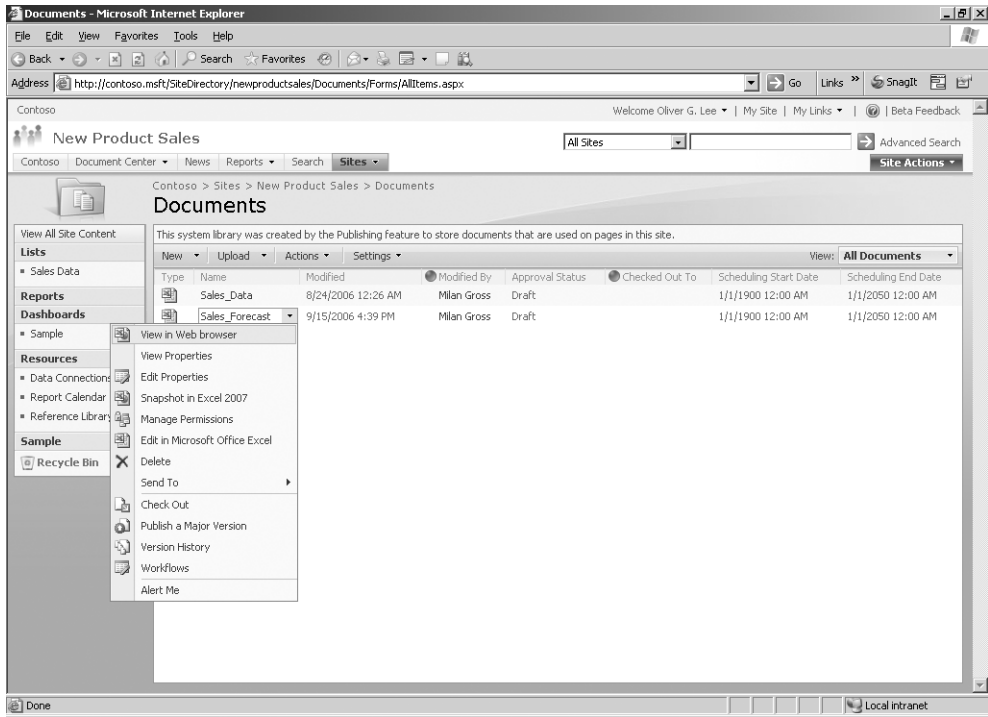 Documents - Microsoft Internet Explorer
File Edit View Favorites Tools Help
Back Search Favorites
Address http://contoso.msft/SiteDirectory/newproductsales/Documents/Forms/AllItems.aspx Go Links » SnagIt
Contoso Welcome Oliver G. Lee | My Site | My Links | Beta Feedback
New Product Sales
All Sites Advanced Search
Contoso Document Center News Reports Search Sites Site Actions
Contoso > Sites > New Product Sales > Documents
Documents
View All Site Content
This system library was created by the Publishing feature to store documents that are used on pages in this site.
Lists
New Upload Actions Settings View: All Documents
Sales Data
Type Name Modified Modified By Approval Status Checked Out To Scheduling Start Date Scheduling End Date
Reports
Sales_Data 8/24/2006 12:26 AM Milan Gross Draft 1/1/1900 12:00 AM 1/1/2050 12:00 AM
Dashboards
Sales_Forecast 9/15/2006 4:39 PM Milan Gross Draft 1/1/1900 12:00 AM 1/1/2050 12:00 AM
Sample
Resources
Data Connections
Report Calendar
Reference Library
Sample
Recycle Bin
View in Web browser
View Properties
Edit Properties
Snapshot in Excel 2007
Manage Permissions
Edit in Microsoft Office Excel
Delete
Send To
Check Out
Publish a Major Version
Version History
Workflows
Alert Me
Done Local intranet